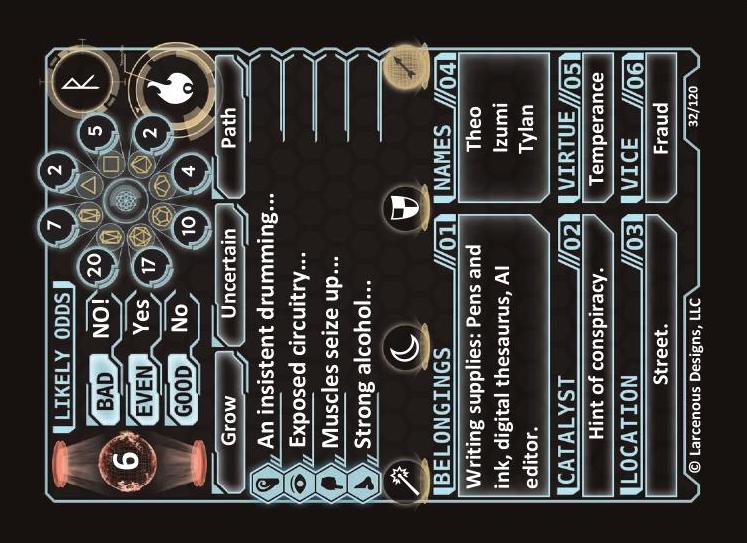 6
LIKELY ODDS
BAD NO!
EVEN Yes
GOOD No
7
2
5
20
2
17
10
4
ᚱ
Grow Uncertain Path
An insistent drumming...
Exposed circuitry...
Muscles seize up...
Strong alcohol...
BELONGINGS //01
Writing supplies: Pens and
ink, digital thesaurus, AI
editor.
CATALYST //02
Hint of conspiracy.
LOCATION //03
Street.
NAMES //04
Theo
Izumi
Tylan
VIRTUE //05
Temperance
VICE //06
Fraud
© Larcenous Designs, LLC
32/120